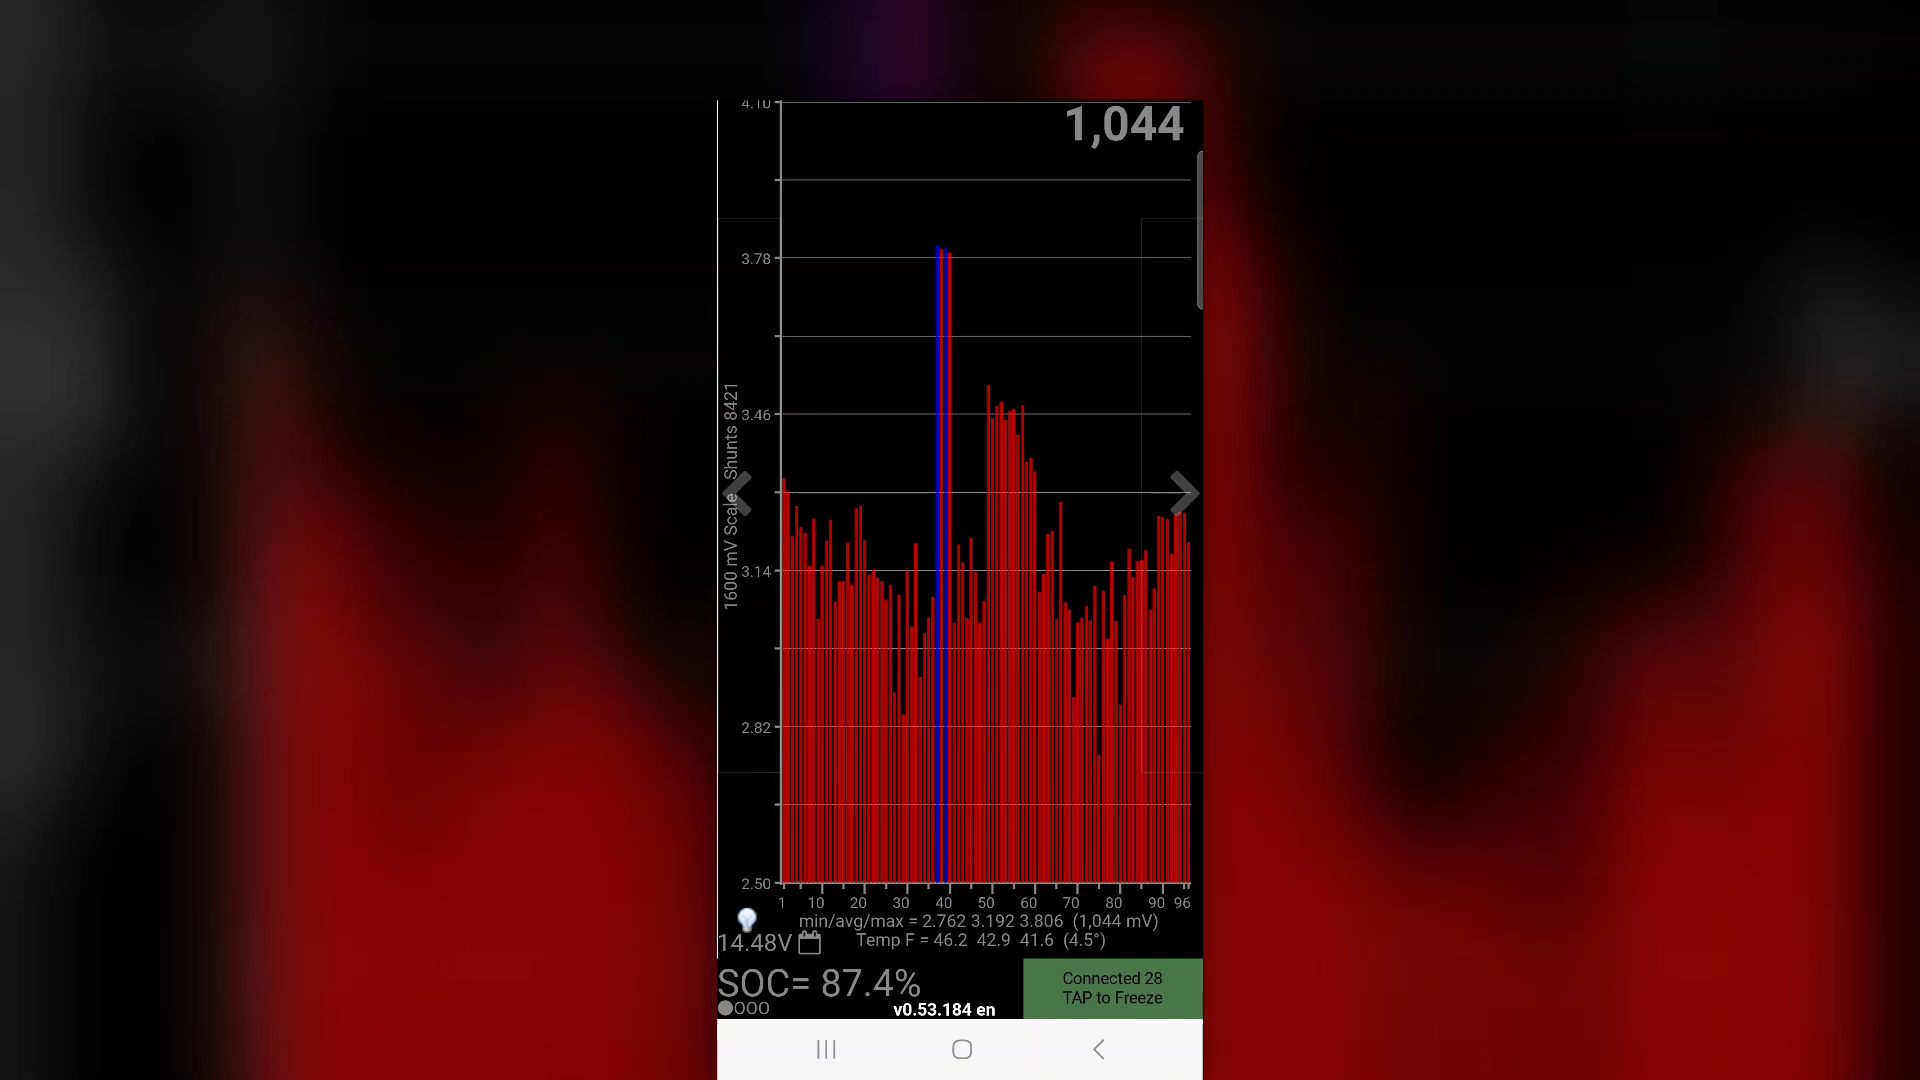 4.10
1,044
3.78
3.46
3.14
2.82
2.50
1600 mV Scale Shunts 8421
1 10 20 30 40 50 60 70 80 90 96
min/avg/max = 2.762 3.192 3.806 (1,044 mV)
14.48V
Temp F = 46.2 42.9 41.6 (4.5°)
SOC= 87.4%
Connected 28
TAP to Freeze
v0.53.184 en